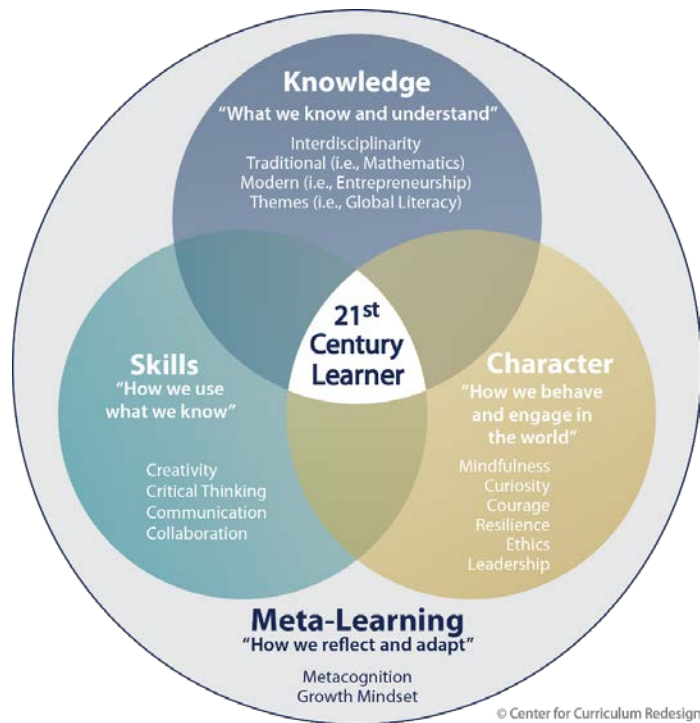 Knowledge
"What we know and understand"
Interdisciplinarity
Traditional (i.e., Mathematics)
Modern (i.e., Entrepreneurship)
Themes (i.e., Global Literacy)
21st
Century
Learner
Skills
"How we use
what we know"
Creativity
Critical Thinking
Communication
Collaboration
Character
"How we behave
and engage in
the world"
Mindfulness
Curiosity
Courage
Resilience
Ethics
Leadership
Meta-Learning
"How we reflect and adapt"
Metacognition
Growth Mindset
© Center for Curriculum Redesign